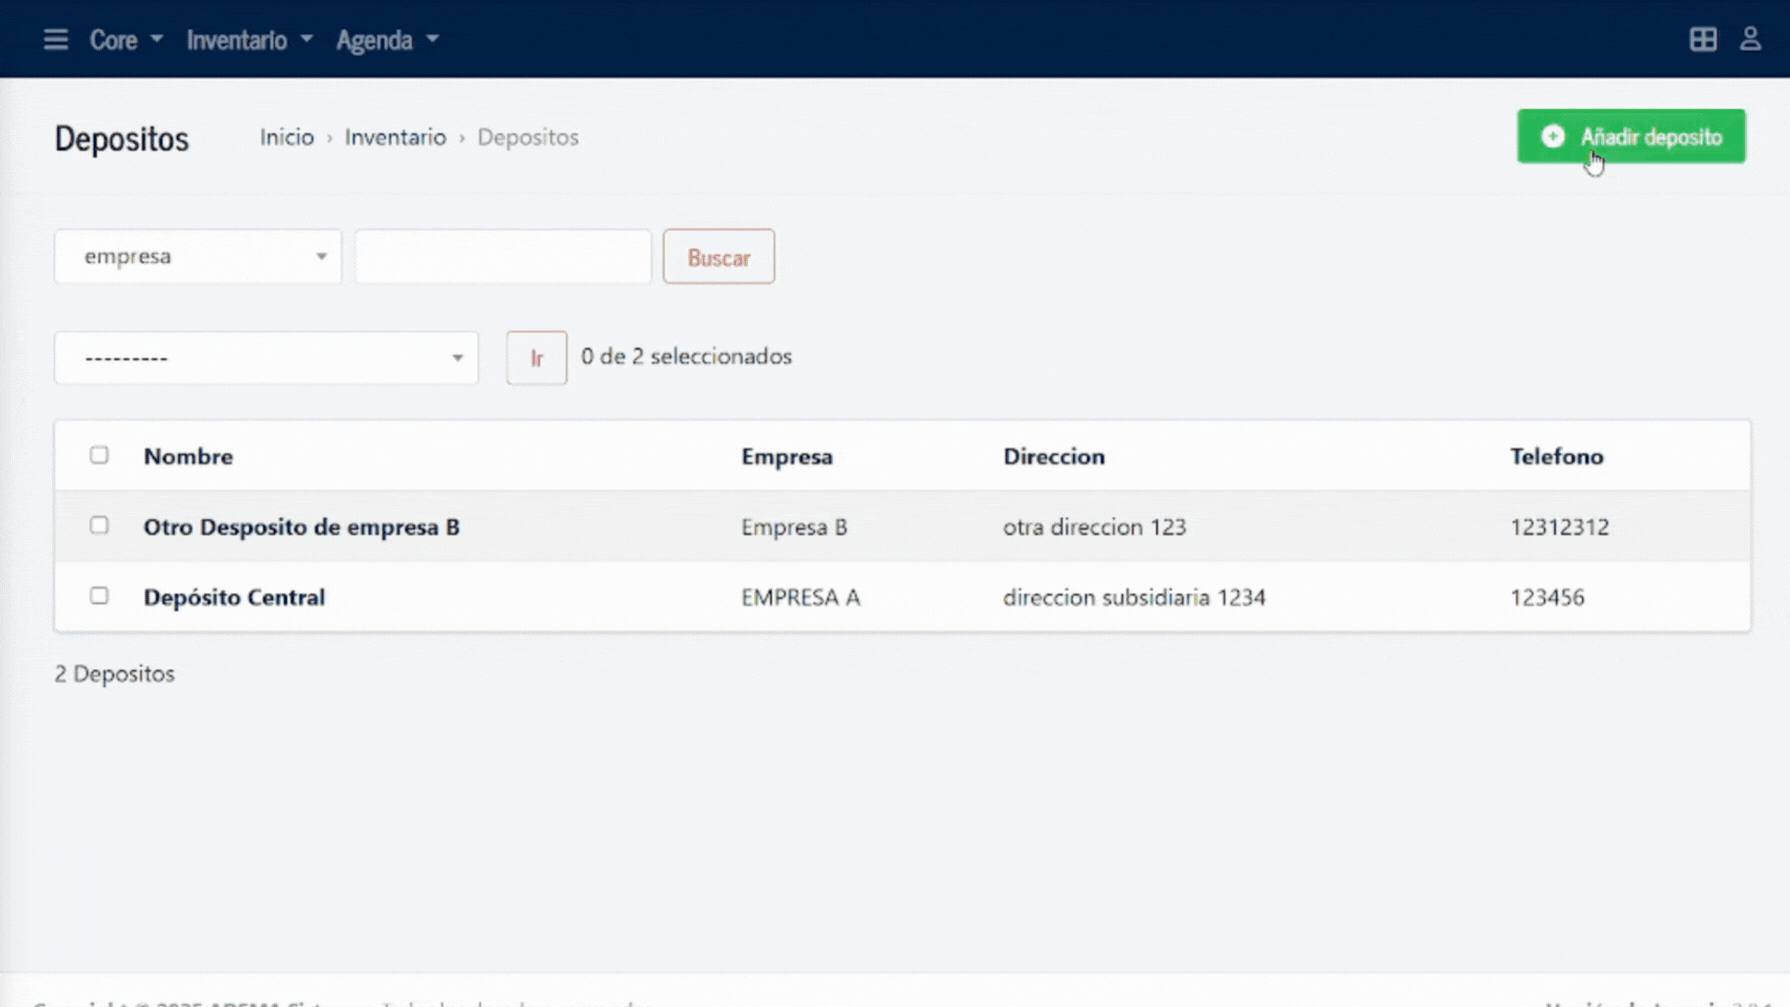 Core Inventario Agenda
Depositos Inicio › Inventario › Depositos Añadir deposito
empresa Buscar
--------- Ir 0 de 2 seleccionados
Nombre Empresa Direccion Telefono
Otro Desposito de empresa B Empresa B otra direccion 123 12312312
Depósito Central EMPRESA A direccion subsidiaria 1234 123456
2 Depositos